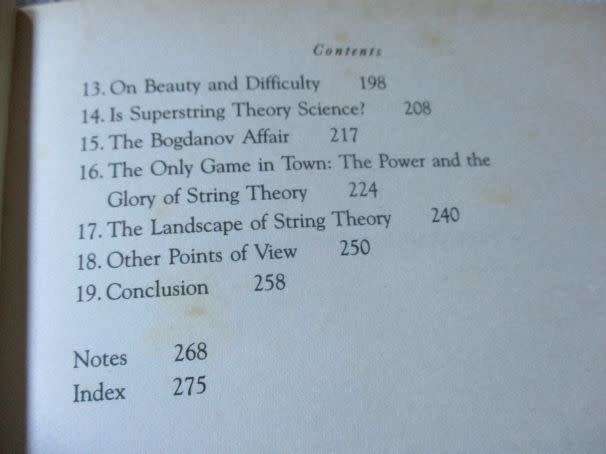 Contents
13. On Beauty and Difficulty 198
14. Is Superstring Theory Science? 208
15. The Bogdanov Affair 217
16. The Only Game in Town: The Power and the
Glory of String Theory 224
17. The Landscape of String Theory 240
18. Other Points of View 250
19. Conclusion 258
Notes 268
Index 275